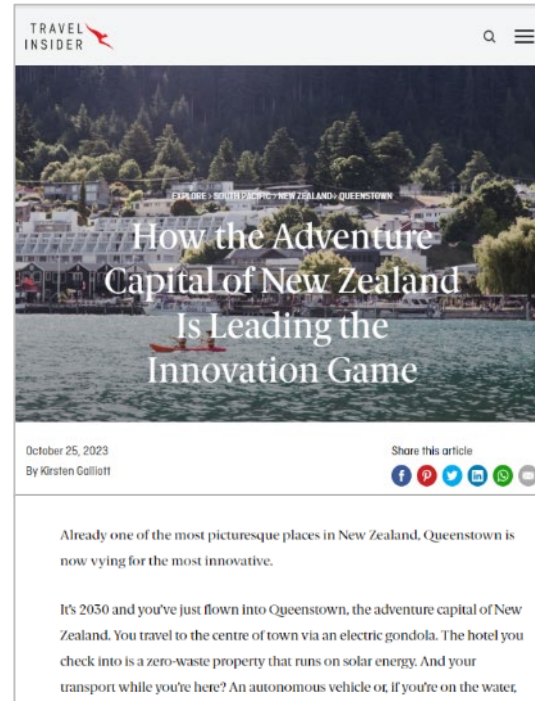 TRAVEL
INSIDER
EXPLORE > SOUTH PACIFIC > NEW ZEALAND > QUEENSTOWN
How the Adventure
Capital of New Zealand
Is Leading the
Innovation Game
October 25, 2023
Share this article
By Kirsten Galliott
Already one of the most picturesque places in New Zealand, Queenstown is
now vying for the most innovative.
It's 2030 and you've just flown into Queenstown, the adventure capital of New
Zealand. You travel to the centre of town via an electric gondola. The hotel you
check into is a zero-waste property that runs on solar energy. And your
transport while you're here? An autonomous vehicle or, if you're on the water,